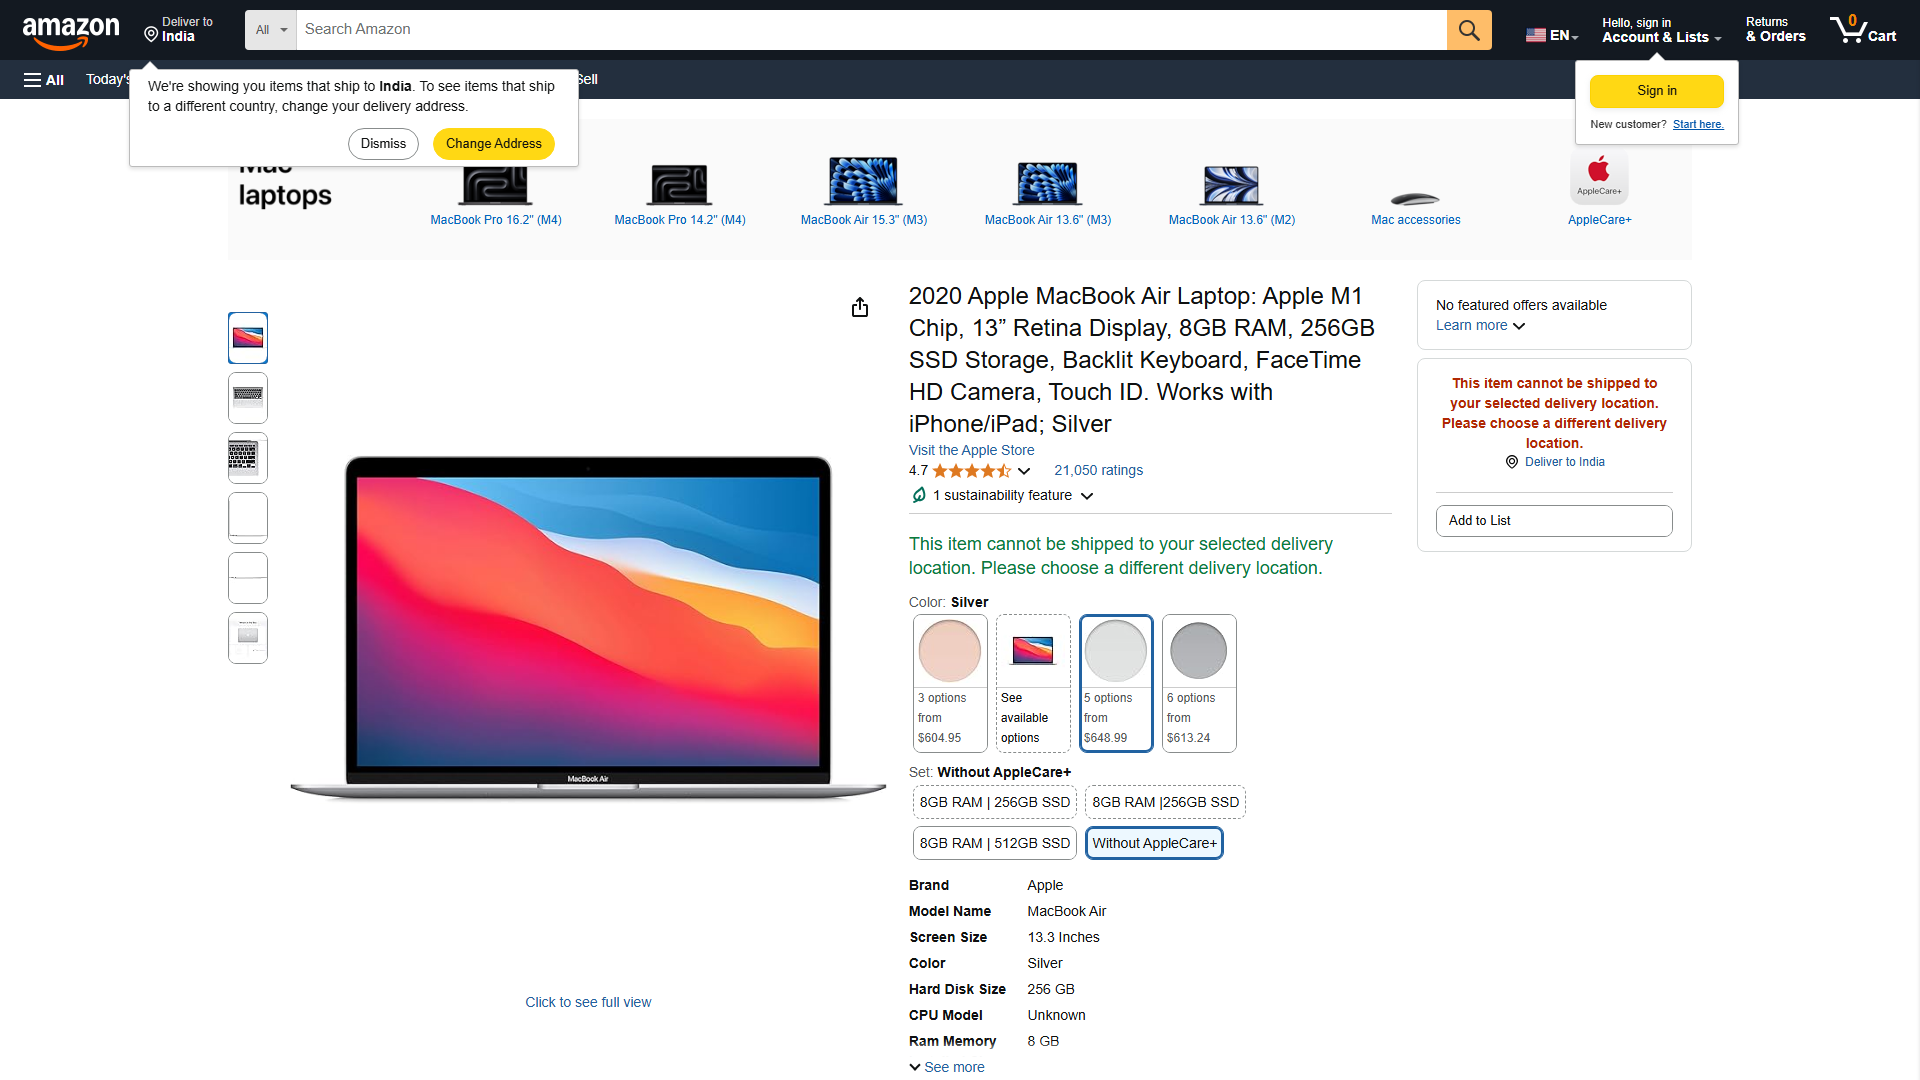 amazon
Deliver to
India
All
Search Amazon
EN
Hello, sign in
Account & Lists
Returns
& Orders
0
Cart
All
Today's
Sell
We're showing you items that ship to India. To see items that ship
to a different country, change your delivery address.
Dismiss
Change Address
Sign in
New customer? Start here.
Mac
laptops
MacBook Pro 16.2" (M4)
MacBook Pro 14.2" (M4)
MacBook Air 15.3" (M3)
MacBook Air 13.6" (M3)
MacBook Air 13.6" (M2)
Mac accessories
AppleCare+
AppleCare+
2020 Apple MacBook Air Laptop: Apple M1
Chip, 13” Retina Display, 8GB RAM, 256GB
SSD Storage, Backlit Keyboard, FaceTime
HD Camera, Touch ID. Works with
iPhone/iPad; Silver
Visit the Apple Store
4.7
21,050 ratings
1 sustainability feature
This item cannot be shipped to your selected delivery
location. Please choose a different delivery location.
Color: Silver
3 options
from
$604.95
See
available
options
5 options
from
$648.99
6 options
from
$613.24
Set: Without AppleCare+
8GB RAM | 256GB SSD
8GB RAM |256GB SSD
8GB RAM | 512GB SSD
Without AppleCare+
Brand Apple
Model Name MacBook Air
Screen Size 13.3 Inches
Color Silver
Hard Disk Size 256 GB
CPU Model Unknown
Ram Memory 8 GB
See more
MacBook Air
Click to see full view
No featured offers available
Learn more
This item cannot be shipped to
your selected delivery location.
Please choose a different delivery
location.
Deliver to India
Add to List